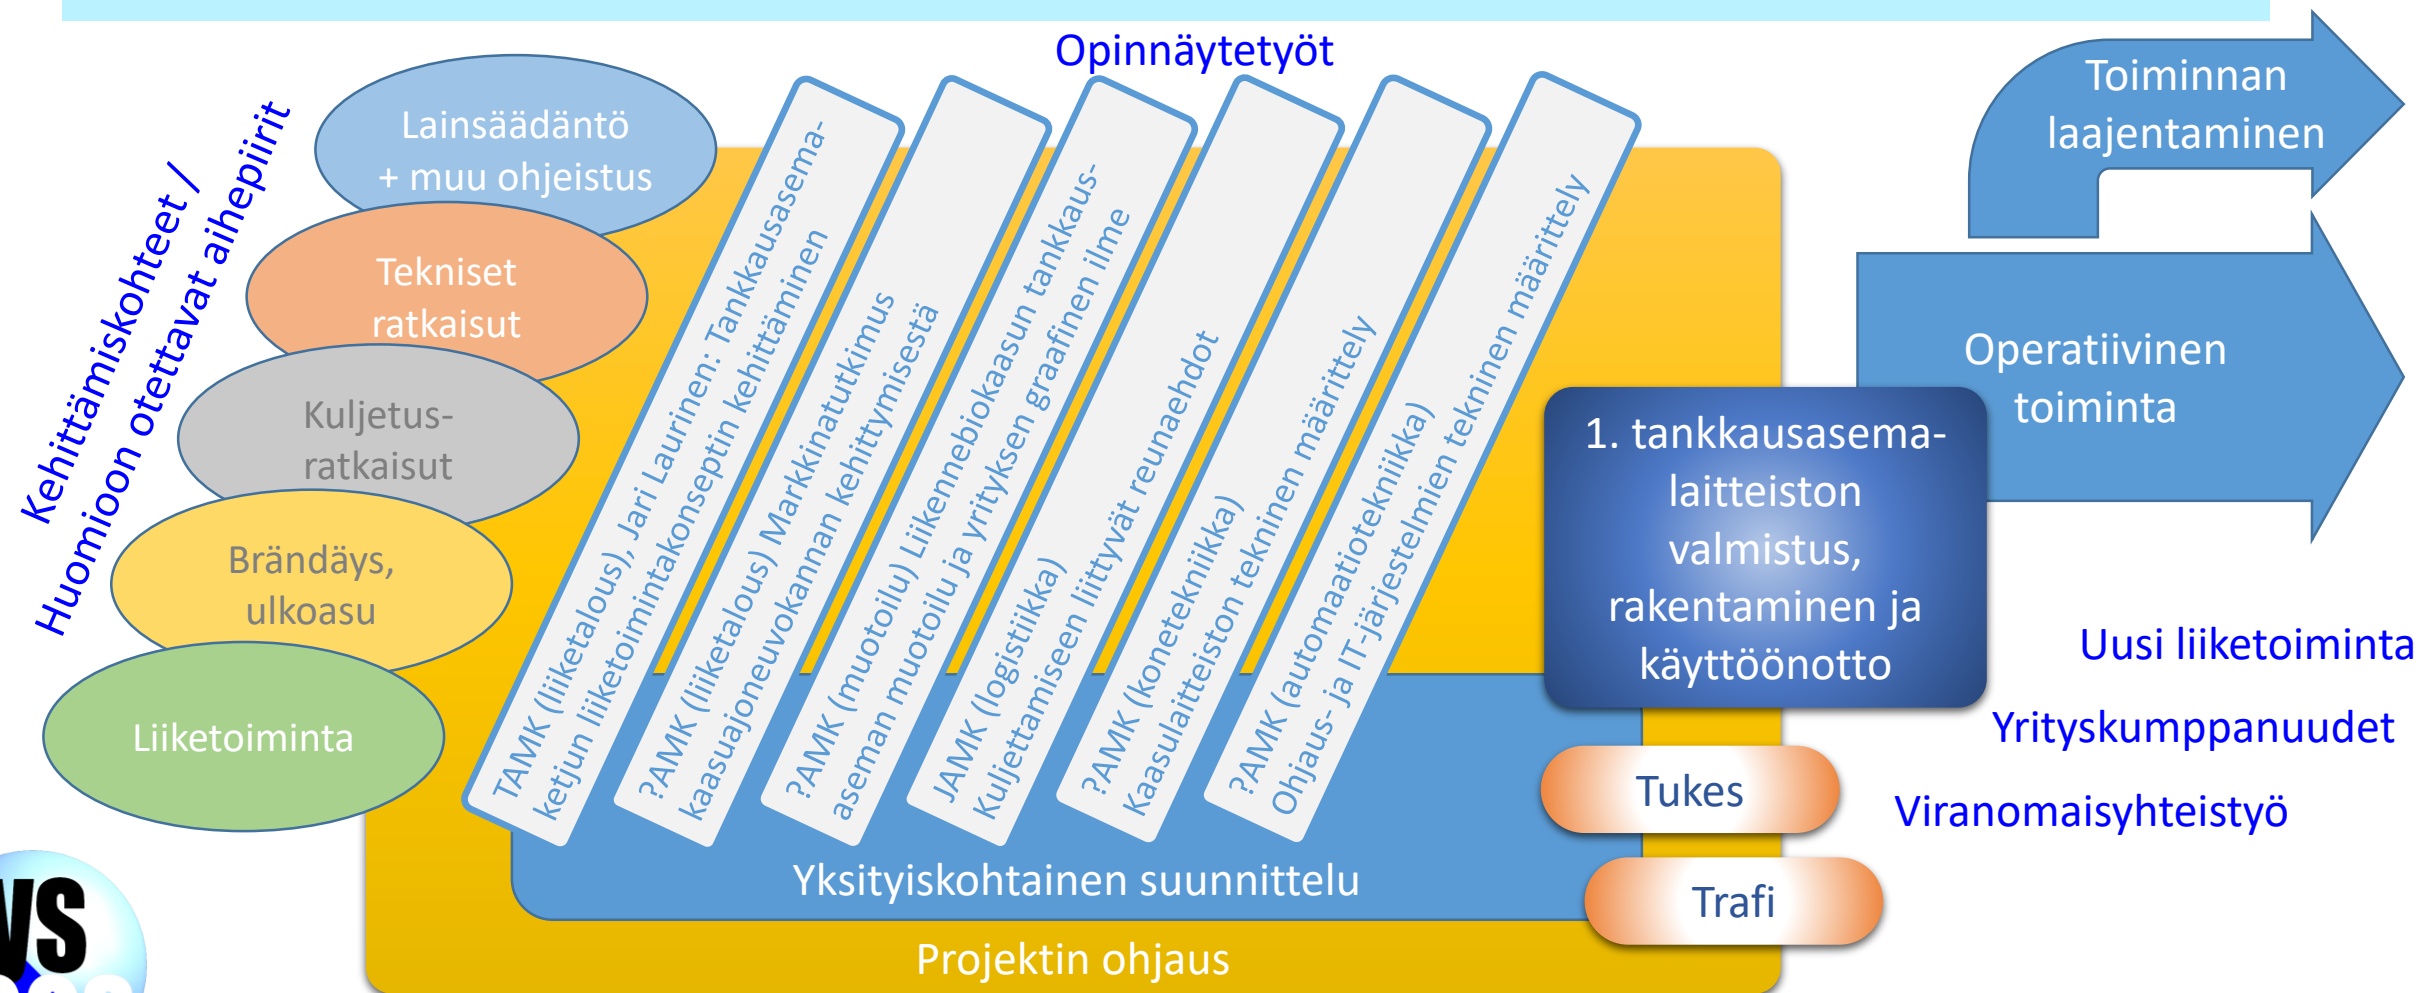 Opinnäytetyöt
Kehittämiskohteet /
Huomioon otettavat aihepiirit
Lainsäädäntö
+ muu ohjeistus
Tekniset
ratkaisut
Kuljetus-
ratkaisut
Brändäys,
ulkoasu
Liiketoiminta
TAMK (liiketalous), Jari Laurinen: Tankkausasema-
ketjun liiketoimintakonseptin kehittäminen
?AMK (liiketalous) Markkinatutkimus
kaasuajoneuvokannan kehittymisestä
?AMK (muotoilu) Liikennebiokaasun tankkaus-
aseman muotoilu ja yrityksen graafinen ilme
JAMK (logistiikka)
Kuljettamiseen liittyvät reunaehdot
?AMK (konetekniikka)
Kaasulaitteiston tekninen määrittely
?AMK (automaatiotekniikka)
Ohjaus- ja IT-järjestelmien tekninen määrittely
Toiminnan
laajentaminen
Operatiivinen
toiminta
1. tankkausasema-
laitteiston
valmistus,
rakentaminen ja
käyttöönotto
Uusi liiketoiminta
Yrityskumppanuudet
Viranomaisyhteistyö
Tukes
Trafi
Yksityiskohtainen suunnittelu
Projektin ohjaus